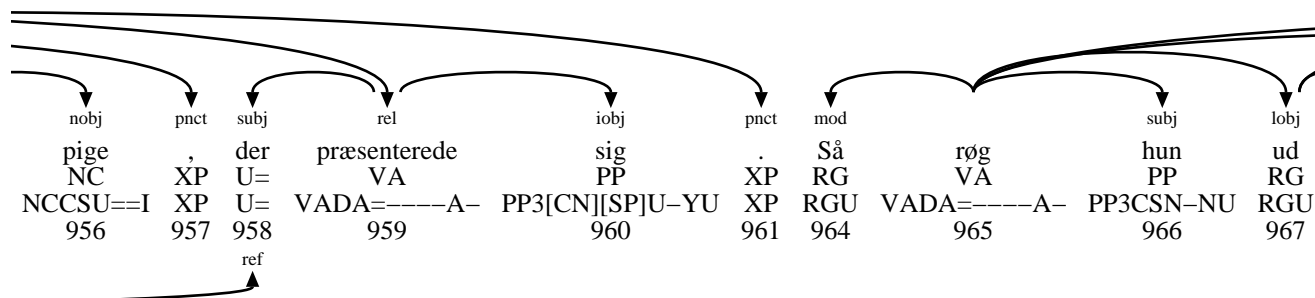 nobj pnct subj rel iobj pnct mod subj lobj
pige , der præsenterede sig . Så røg hun ud
NC XP U= VA PP XP RG VA PP RG
NCCSU==I XP U= VADA=−−−−A− PP3[CN][SP]U−YU XP RGU VADA=−−−−A− PP3CSN−NU RGU
956 957 958 959 960 961 964 965 966 967
ref